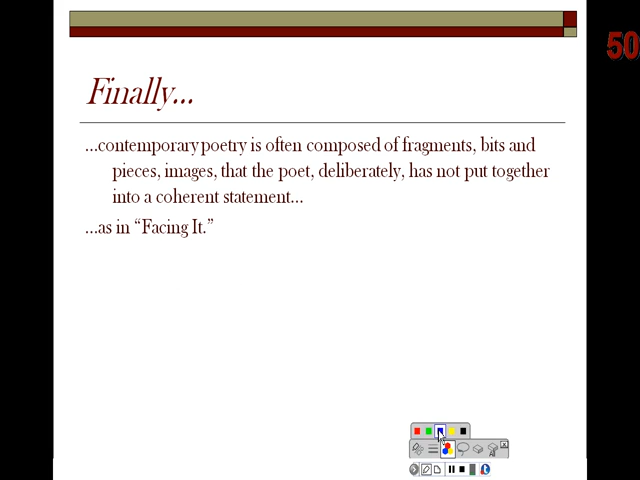 50
Finally...
...contemporary poetry is often composed of fragments, bits and
pieces, images, that the poet, deliberately, has not put together
into a coherent statement...
...as in “Facing It.”